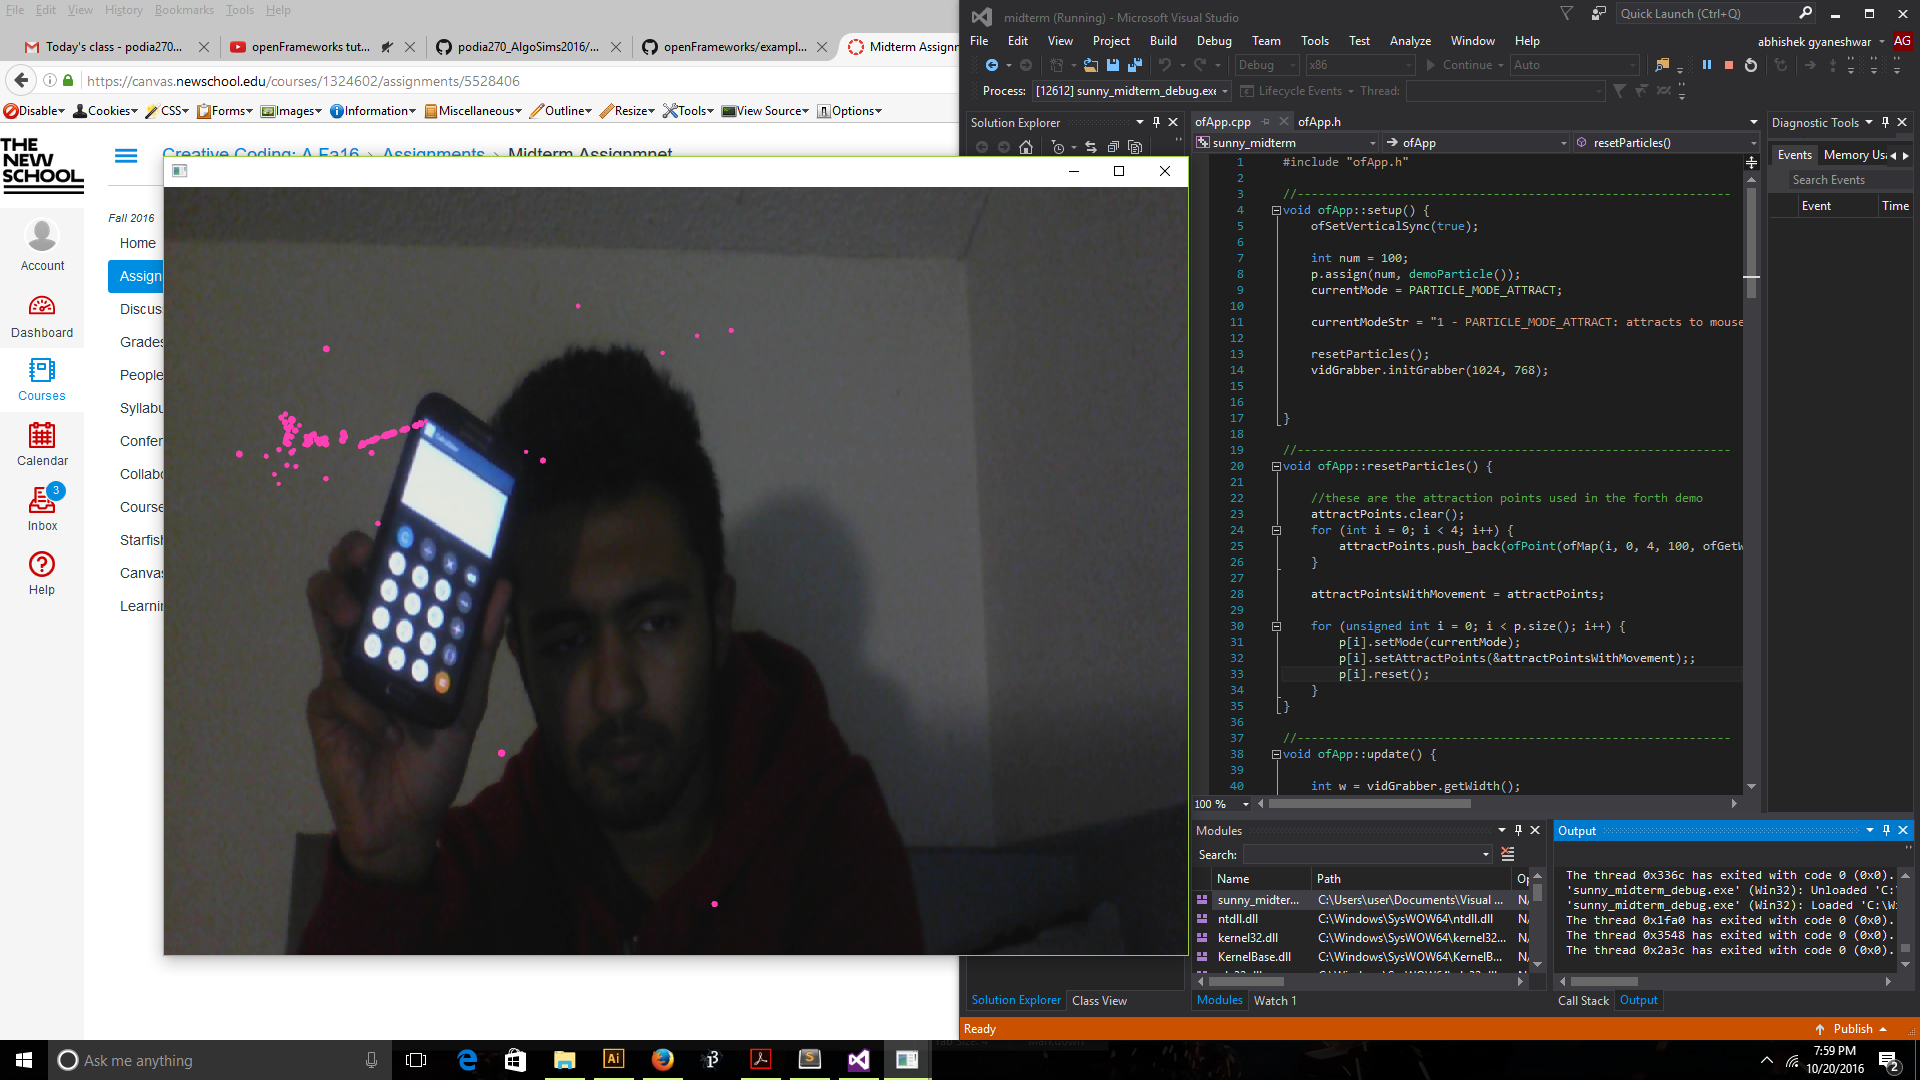 File Edit View History Bookmarks Tools Help
Today's class - podia270...
openFrameworks tut...
podia270_AlgoSims2016/...
openFrameworks/exampl...
Midterm Assignm
https://canvas.newschool.edu/courses/1324602/assignments/5528406
Disable Cookies CSS Forms Images Information Miscellaneous Outline Resize Tools View Source Options
THE NEW SCHOOL
Creative Coding: A Fa16 > Assignments > Midterm Assignmnet
Fall 2016
Home
Assign
Discus
Grades
People
Syllabu
Confer
Collabo
Course
Starfish
Canvas
Learnin
Account
Dashboard
Courses
Calendar
3
Inbox
Help
midterm (Running) - Microsoft Visual Studio
Quick Launch (Ctrl+Q)
File Edit View Project Build Debug Team Tools Test Analyze Window Help
abhishek gyaneshwar AG
Debug x86 Continue Auto
Process: [12612] sunny_midterm_debug.exe Lifecycle Events Thread:
Solution Explorer
ofApp.cpp ofApp.h
sunny_midterm ofApp resetParticles()
1 #include "ofApp.h"
2
3 //--------------------------------------------------------------
4 void ofApp::setup() {
5 ofSetVerticalSync(true);
6
7 int num = 100;
8 p.assign(num, demoParticle());
9 currentMode = PARTICLE_MODE_ATTRACT;
10
11 currentModeStr = "1 - PARTICLE_MODE_ATTRACT: attracts to mouse
12
13 resetParticles();
14 vidGrabber.initGrabber(1024, 768);
15
16
17 }
18
19 //--------------------------------------------------------------
20 void ofApp::resetParticles() {
21
22 //these are the attraction points used in the forth demo
23 attractPoints.clear();
24 for (int i = 0; i < 4; i++) {
25 attractPoints.push_back(ofPoint(ofMap(i, 0, 4, 100, ofGetW
26 }
27
28 attractPointsWithMovement = attractPoints;
29
30 for (unsigned int i = 0; i < p.size(); i++) {
31 p[i].setMode(currentMode);
32 p[i].setAttractPoints(&attractPointsWithMovement);;
33 p[i].reset();
34 }
35 }
36
37 //--------------------------------------------------------------
38 void ofApp::update() {
39
40 int w = vidGrabber.getWidth();
100 %
Diagnostic Tools
Events Memory Us
Search Events
Event Time
Modules
Search:
Name Path Op
sunny_midter... C:\Users\user\Documents\Visual ... N/
ntdll.dll C:\Windows\SysWOW64\ntdll.dll N/
kernel32.dll C:\Windows\SysWOW64\kernel32... N/
KernelBase.dll C:\Windows\SysWOW64\KernelB... N/
Output
The thread 0x336c has exited with code 0 (0x0).
'sunny_midterm_debug.exe' (Win32): Unloaded 'C:\
'sunny_midterm_debug.exe' (Win32): Loaded 'C:\Wi
The thread 0x1fa0 has exited with code 0 (0x0).
The thread 0x3548 has exited with code 0 (0x0).
The thread 0x2a3c has exited with code 0 (0x0).
Solution Explorer Class View
Modules Watch 1
Call Stack Output
Ready
Publish
Ask me anything
7:59 PM
10/20/2016
2